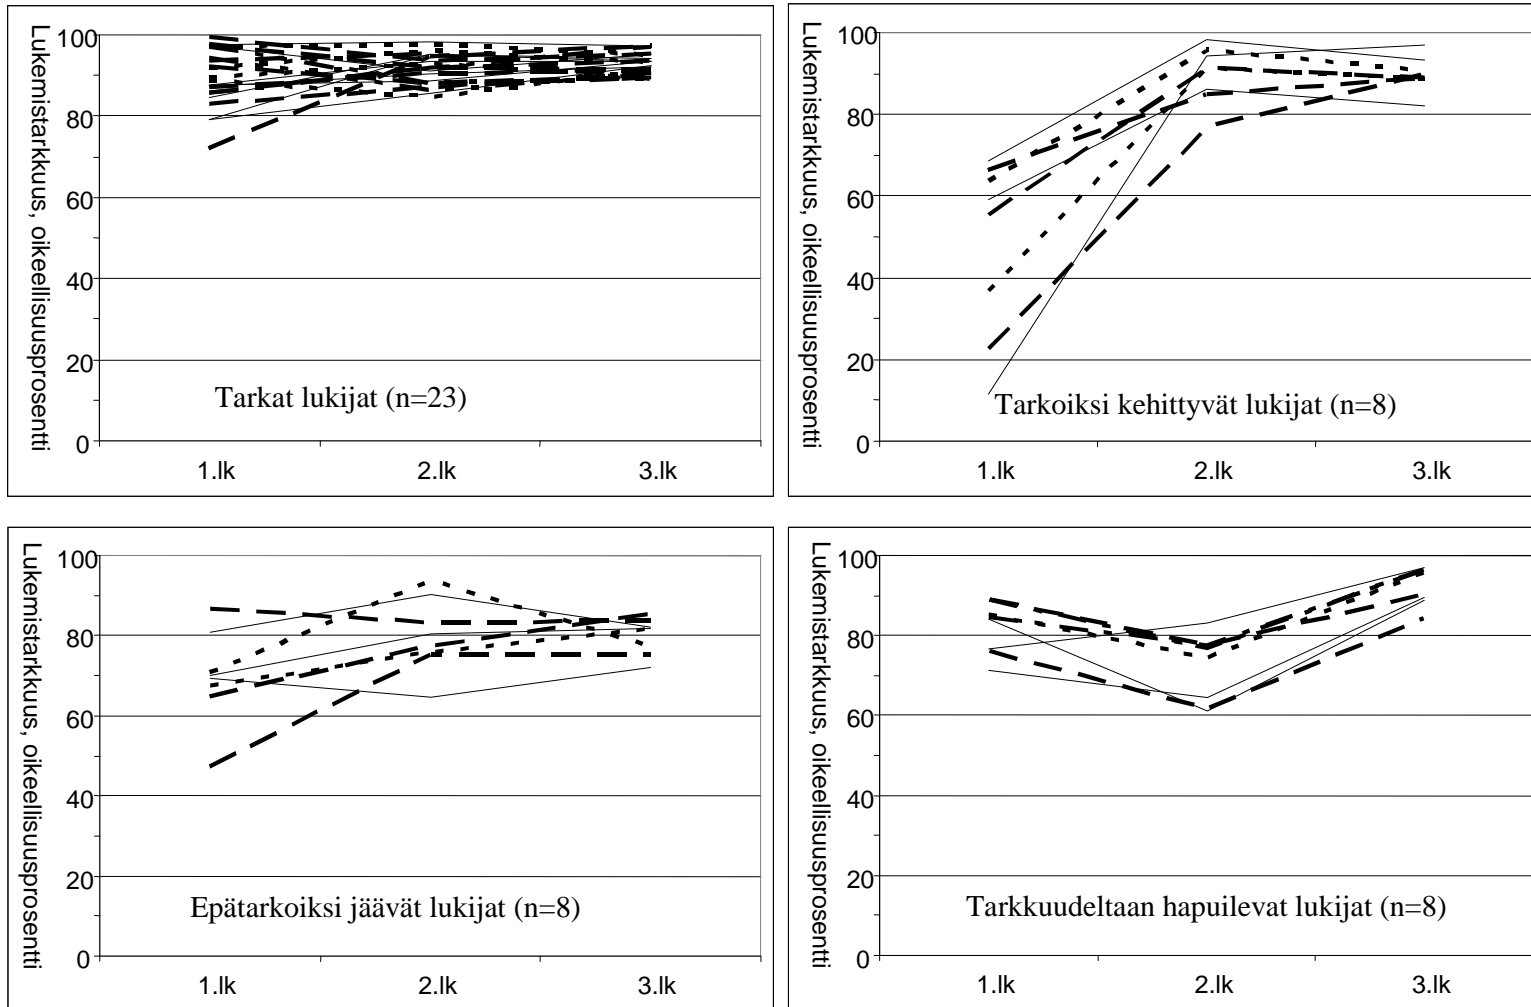 Lukemistarkkuus, oikeellisuusprosentti
100
80
60
40
20
0
Tarkat lukijat (n=23)
1.lk 2.lk 3.lk
Lukemistarkkuus, oikeellisuusprosentti
100
80
60
40
20
0
Tarkoiksi kehittyvät lukijat (n=8)
1.lk 2.lk 3.lk
Lukemistarkkuus, oikeellisuusprosentti
100
80
60
40
20
0
Epätarkoiksi jäävät lukijat (n=8)
1.lk 2.lk 3.lk
Lukemistarkkuus, oikeellisuusprosentti
100
80
60
40
20
0
Tarkkuudeltaan hapuilevat lukijat (n=8)
1.lk 2.lk 3.lk